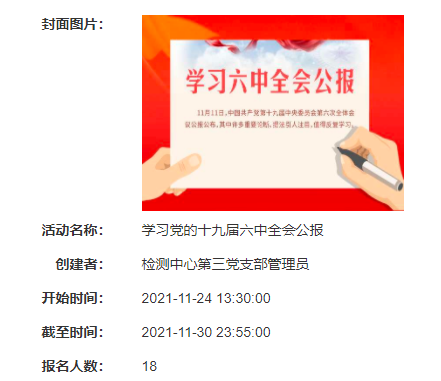 封面图片：
学习六中全会公报
11月11日，中国共产党第十九届中央委员会第六次全体会
议公报公布，其中许多重要论断、提法引人注目，值得反复学习。
活动名称： 学习党的十九届六中全会公报
创建者： 检测中心第三党支部管理员
开始时间： 2021-11-24 13:30:00
截至时间： 2021-11-30 23:55:00
报名人数： 18